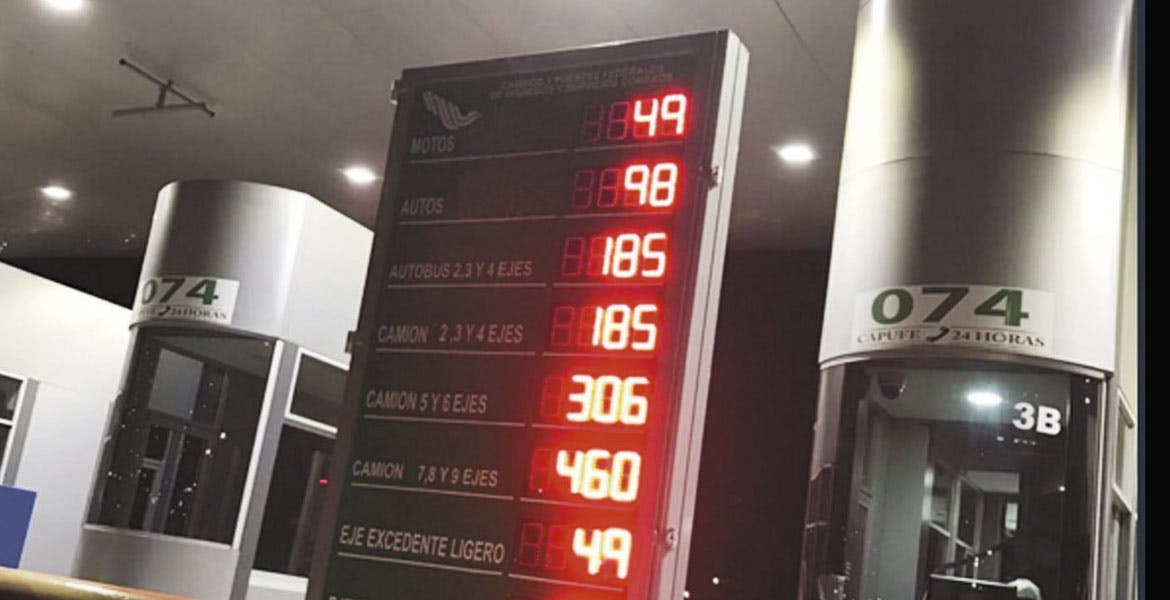 CAMINOS Y PUENTES FEDERALES
DE INGRESOS Y SERVICIOS CONEXOS
MOTOS 49
AUTOS 98
AUTOBUS 2,3 Y 4 EJES 185
CAMION 2,3 Y 4 EJES 185
CAMION 5 Y 6 EJES 306
CAMION 7,8 Y 9 EJES 460
EJE EXCEDENTE LIGERO 49
074
24 HORAS
074
CAPUFE 24 HORAS
3B